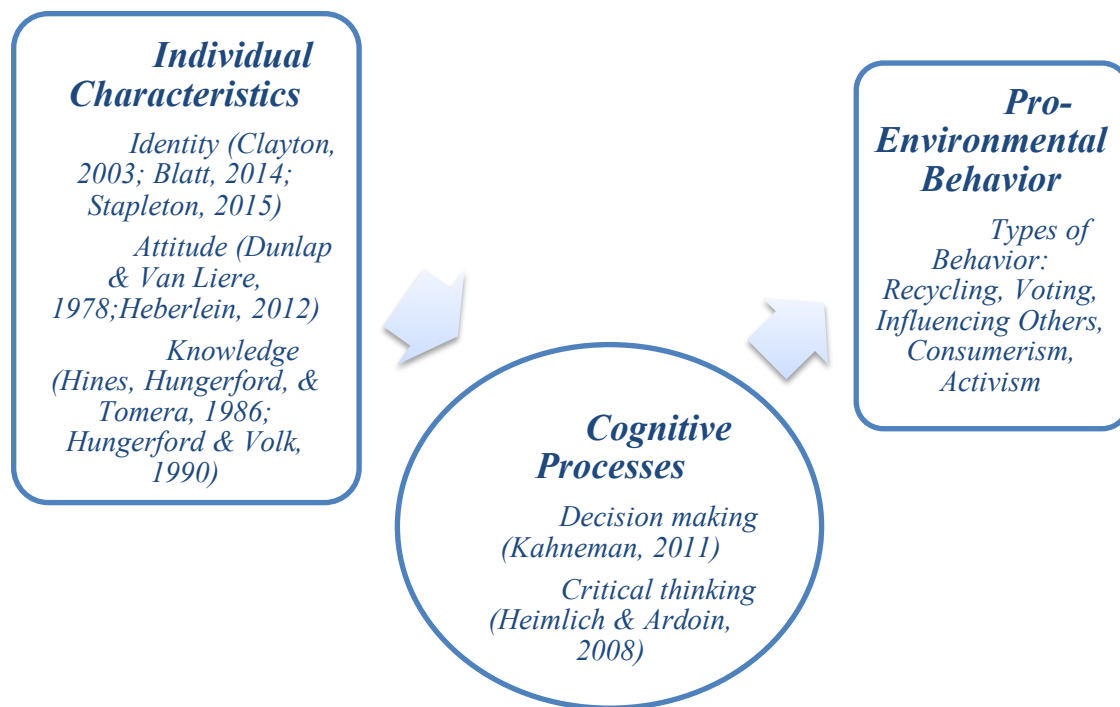 Individual
Characteristics
Identity (Clayton,
2003; Blatt, 2014;
Stapleton, 2015)
Attitude (Dunlap
& Van Liere,
1978;Heberlein, 2012)
Knowledge
(Hines, Hungerford, &
Tomera, 1986;
Hungerford & Volk,
1990)
Cognitive
Processes
Decision making
(Kahneman, 2011)
Critical thinking
(Heimlich & Ardoin,
2008)
Pro-
Environmental
Behavior
Types of
Behavior:
Recycling, Voting,
Influencing Others,
Consumerism,
Activism